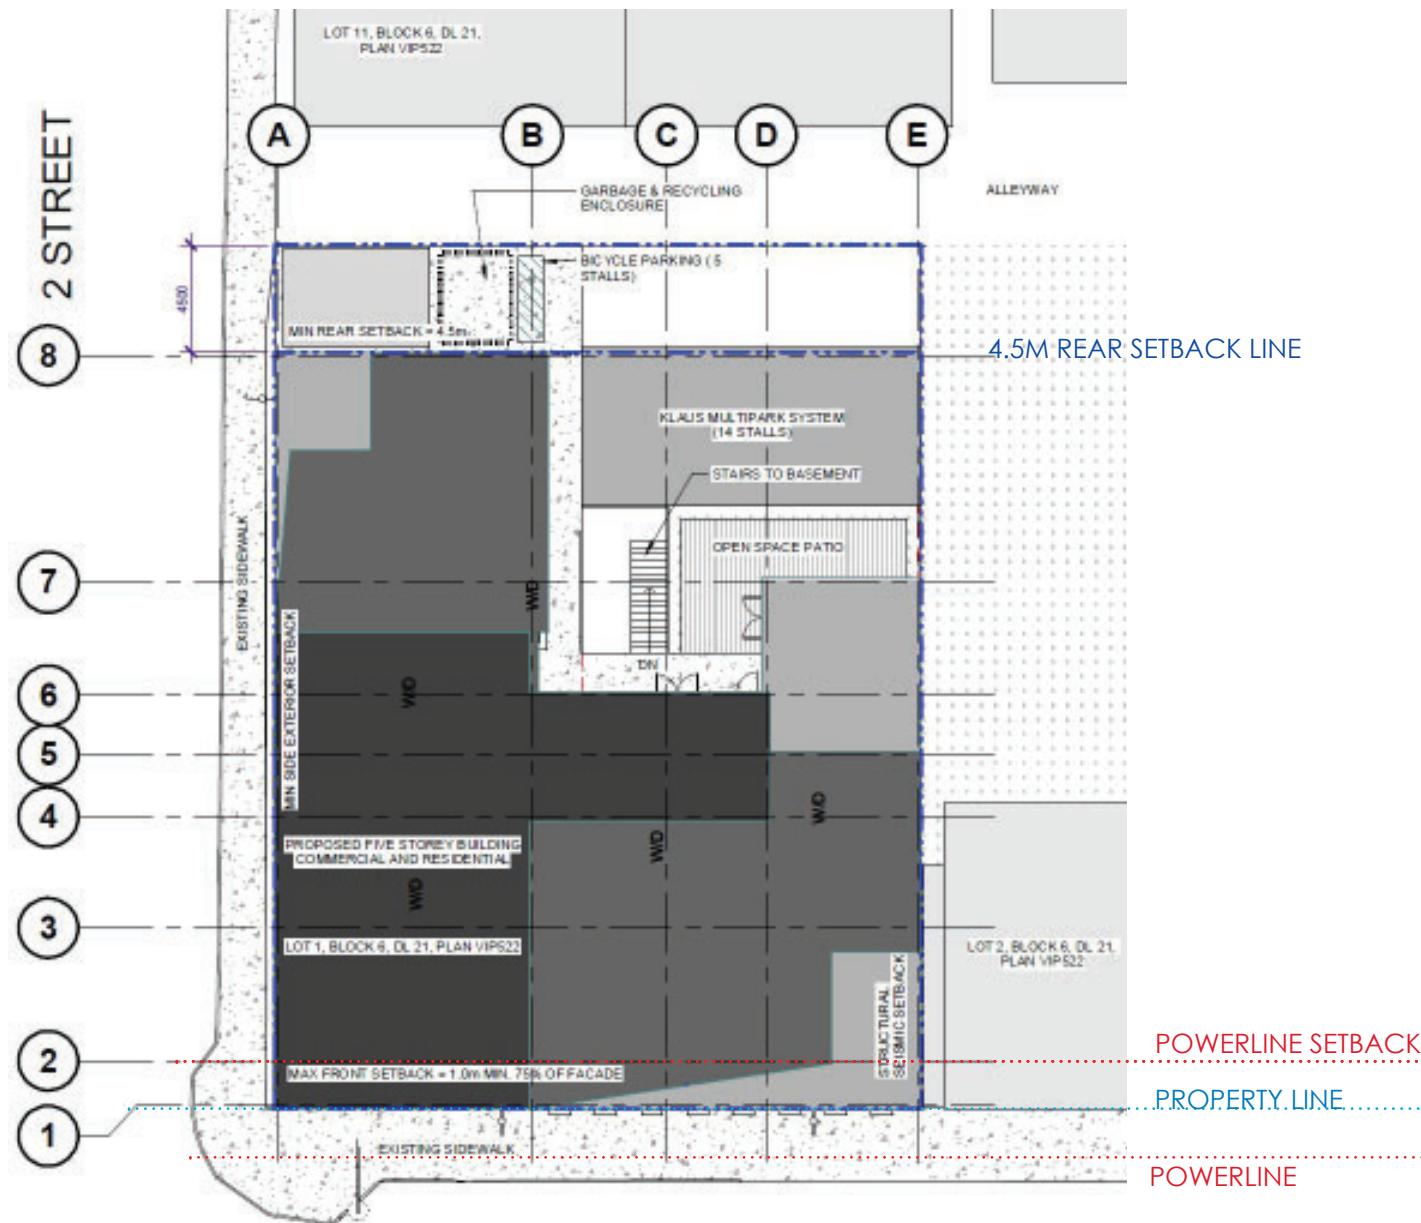 LOT 11, BLOCK 6, DL 21,
PLAN VIP522
2 STREET
A
B
C
D
E
GARBAGE & RECYCLING
ENCLOSURE
ALLEYWAY
BICYCLE PARKING ( 5
STALLS)
4500
MIN REAR SETBACK = 4.5m
8
4.5M REAR SETBACK LINE
KLAUS MULTIPARK SYSTEM
(14 STALLS)
STAIRS TO BASEMENT
EXISTING SIDEWALK
OPEN SPACE PATIO
7
W/D
MIN SIDE EXTERIOR SETBACK
DN
6
W/D
5
4
W/D
W/D
PROPOSED FIVE STOREY BUILDING
COMMERCIAL AND RESIDENTIAL
W/D
3
LOT 1, BLOCK 6, DL 21, PLAN VIP522
LOT 2, BLOCK 6, DL 21,
PLAN VIP522
STRUCTURAL
SEISMIC SETBACK
2
POWERLINE SETBACK
MAX FRONT SETBACK = 1.0m MIN. 75% OF FACADE
PROPERTY LINE
1
EXISTING SIDEWALK
POWERLINE